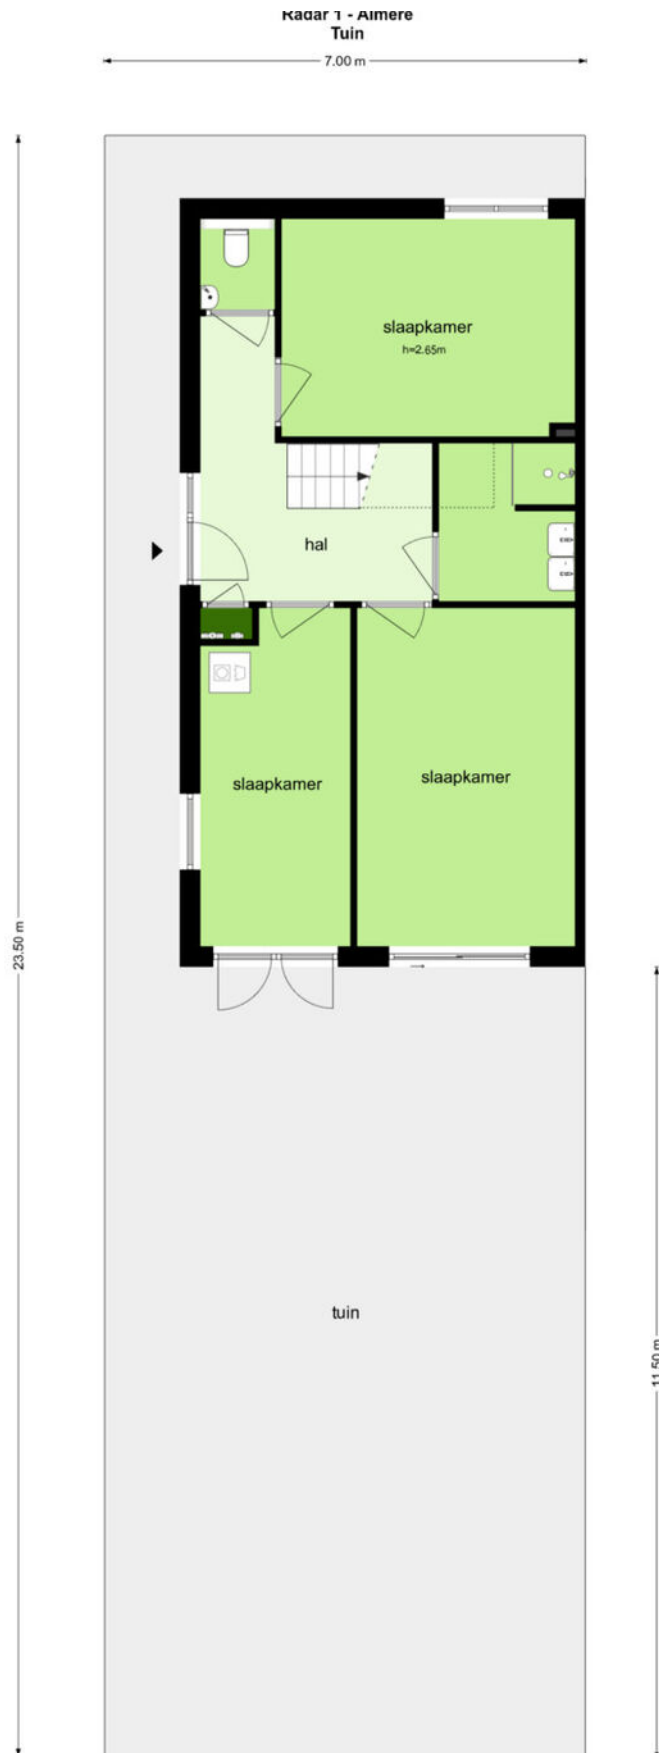 Radar 1 - Almere
Tuin
7.00 m
slaapkamer
h=2.65m
hal
slaapkamer
slaapkamer
23.50 m
tuin
11.50 m